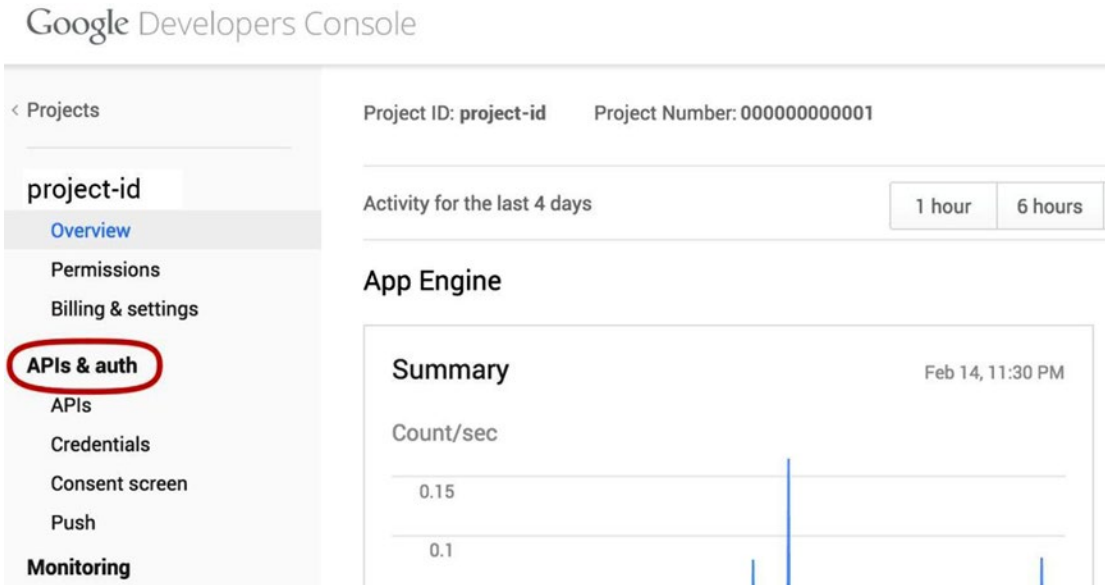 Google Developers Console
< Projects
project-id
Overview
Permissions
Billing & settings
APIs & auth
APIs
Credentials
Consent screen
Push
Monitoring
Project ID: project-id Project Number: 000000000001
Activity for the last 4 days 1 hour 6 hours
App Engine
Summary Feb 14, 11:30 PM
Count/sec
0.15
0.1